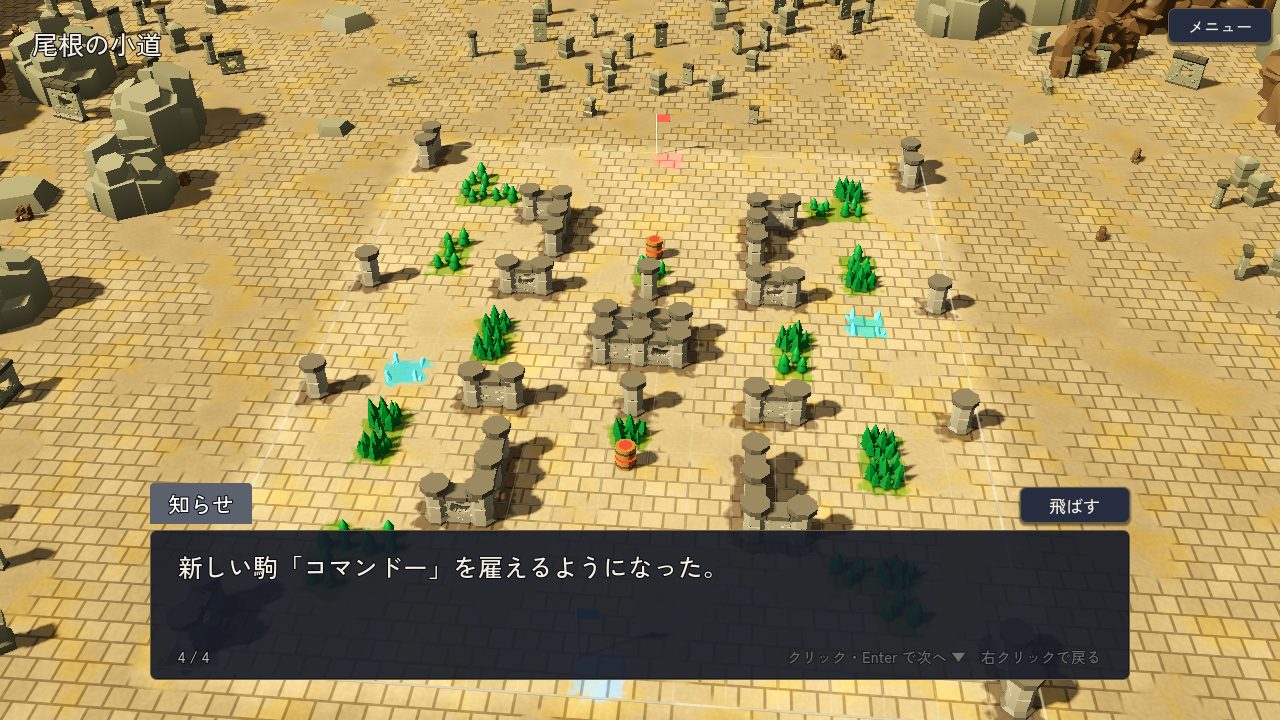 尾根の小道
メニュー
知らせ
飛ばす
新しい駒「コマンドー」を雇えるようになった。
4 / 4
クリック・Enter で次へ ▼ 右クリックで戻る